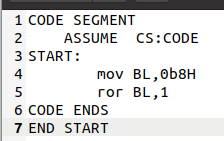 1 CODE SEGMENT
2     ASSUME  CS:CODE
3 START:
4         mov BL,0b8H
5         ror BL,1
6 CODE ENDS
7 END START